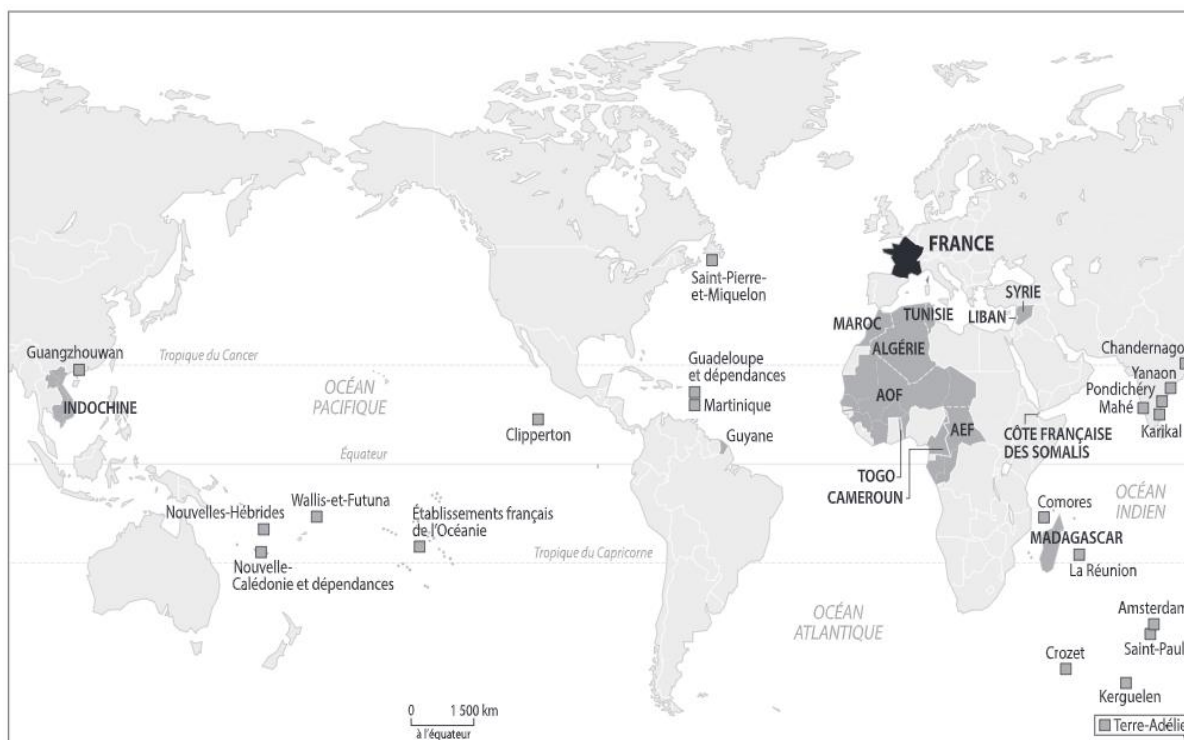 FRANCE
Saint-Pierre-
et-Miquelon
SYRIE
LIBAN
TUNISIE
MAROC
ALGÉRIE
Guangzhouwan
Tropique du Cancer
Chandernagor
Guadeloupe
et dépendances
Yanaon
OCÉAN
PACIFIQUE
INDOCHINE
AOF
Pondichéry
Martinique
Mahé
Clipperton
Guyane
AEF
CÔTE FRANÇAISE
DES SOMALIS
Karikal
Équateur
TOGO
CAMEROUN
OCÉAN
INDIEN
Wallis-et-Futuna
Comores
Nouvelles-Hébrides
Établissements français
de l'Océanie
MADAGASCAR
Tropique du Capricorne
Nouvelle-
Calédonie et dépendances
La Réunion
OCÉAN
ATLANTIQUE
Amsterdam
Saint-Paul
Crozet
Kerguelen
0 1 500 km
à l'équateur
Terre-Adélie